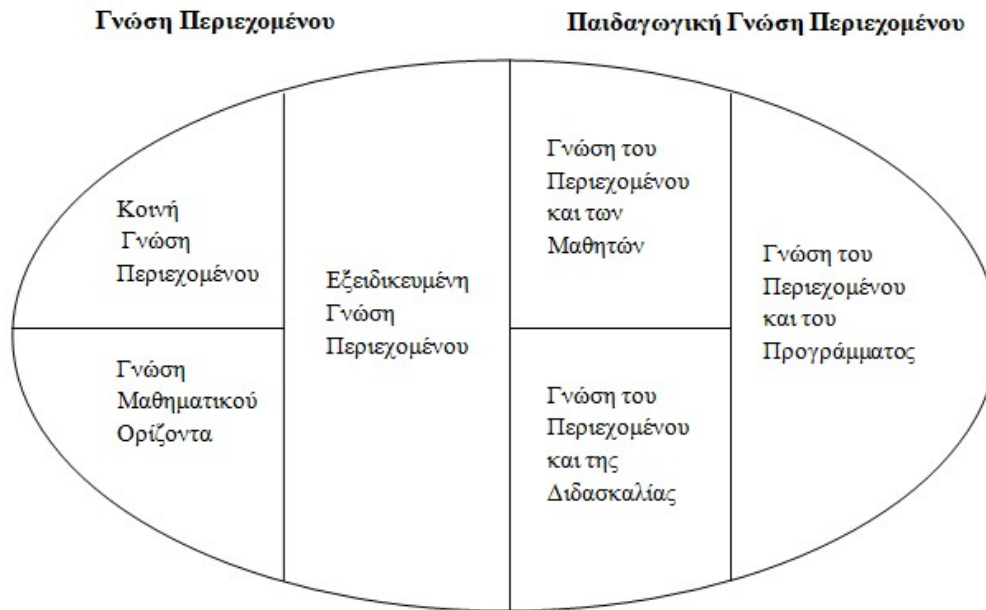 Γνώση Περιεχομένου
Παιδαγωγική Γνώση Περιεχομένου
Κοινή
Γνώση
Περιεχομένου
Γνώση
Μαθηματικού
Ορίζοντα
Εξειδικευμένη
Γνώση
Περιεχομένου
Γνώση του
Περιεχομένου
και των
Μαθητών
Γνώση του
Περιεχομένου
και της
Διδασκαλίας
Γνώση του
Περιεχομένου
και του
Προγράμματος